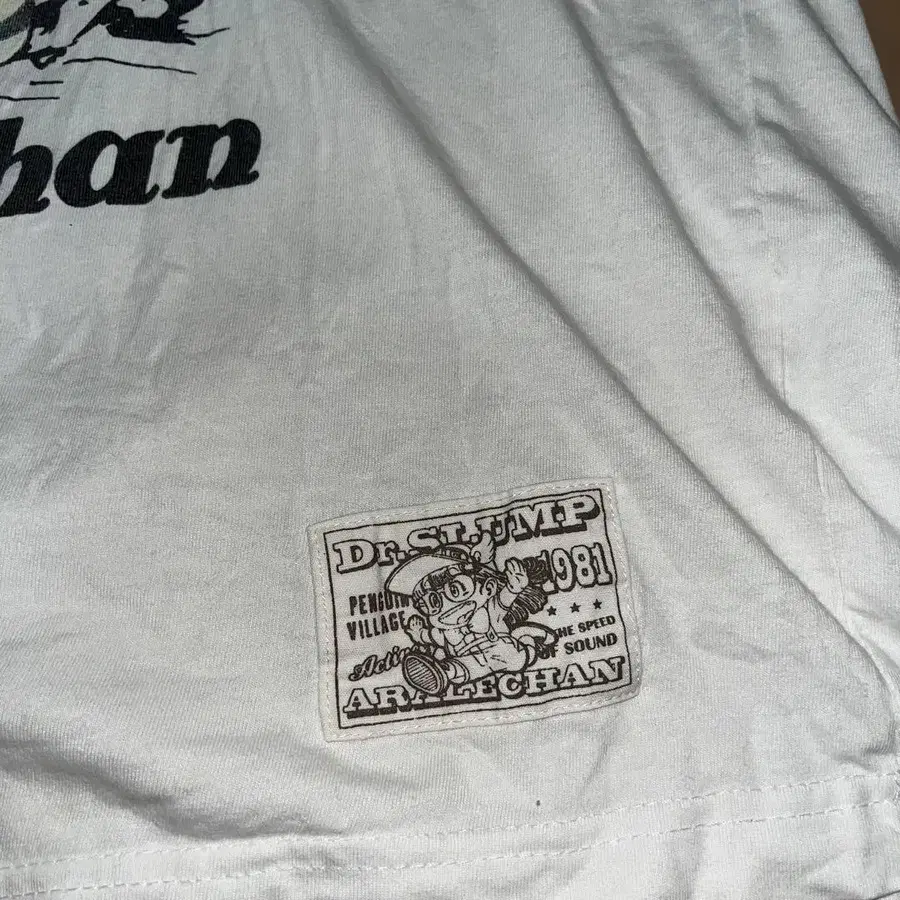 han
Dr. SLUMP
1981
PENGUIN
VILLAGE
THE SPEED
OF SOUND
ARALECHAN